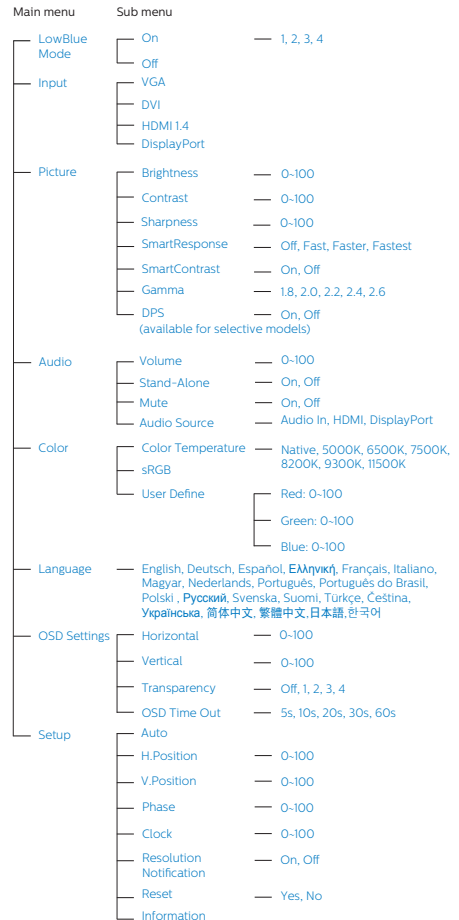 Main menu Sub menu
LowBlue On 1, 2, 3, 4
Mode
Off
Input VGA
DVI
HDMI 1.4
DisplayPort
Picture Brightness 0~100
Contrast 0~100
Sharpness 0~100
SmartResponse Off, Fast, Faster, Fastest
SmartContrast On, Off
Gamma 1.8, 2.0, 2.2, 2.4, 2.6
DPS On, Off
(available for selective models)
Audio Volume 0~100
Stand-Alone On, Off
Mute On, Off
Audio Source Audio In, HDMI, DisplayPort
Color Color Temperature Native, 5000K, 6500K, 7500K,
8200K, 9300K, 11500K
sRGB
User Define Red: 0~100
Green: 0~100
Blue: 0~100
Language English, Deutsch, Español, Ελληνική, Français, Italiano,
Magyar, Nederlands, Português, Português do Brasil,
Polski , Русский, Svenska, Suomi, Türkçe, Čeština,
Українська, 简体中文, 繁體中文,日本語,한국어
OSD Settings Horizontal 0~100
Vertical 0~100
Transparency Off, 1, 2, 3, 4
OSD Time Out 5s, 10s, 20s, 30s, 60s
Setup Auto
H.Position 0~100
V.Position 0~100
Phase 0~100
Clock 0~100
Resolution On, Off
Notification
Reset Yes, No
Information